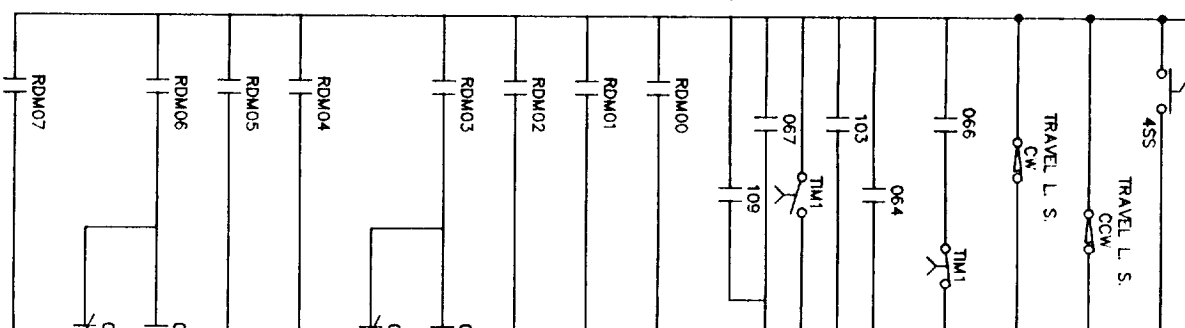 RDM07
RDM06
RDM05
RDM04
RDM03
RDM02
RDM01
RDM00
109
067
TIM1
103
064
066
TIM1
TRAVEL L. S.
CW
TRAVEL L. S.
CCW
4SS